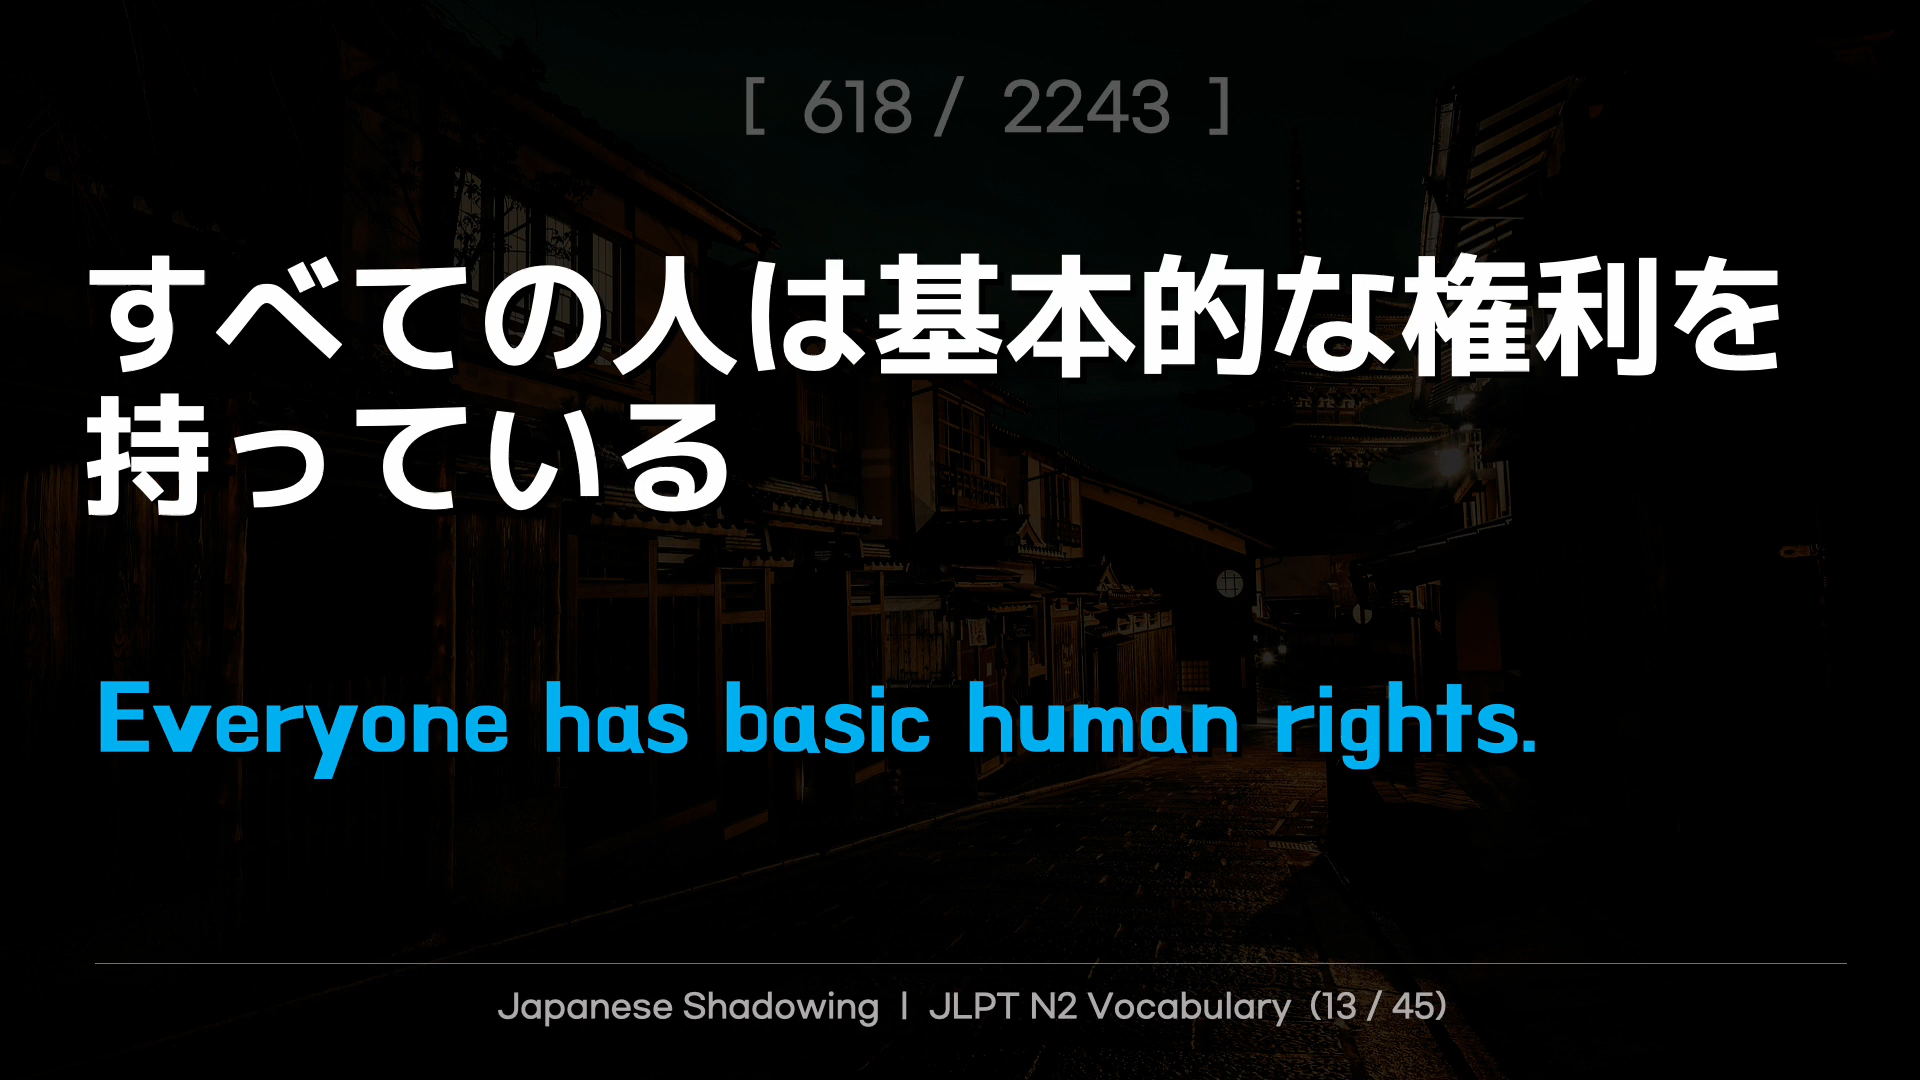 [ 618 / 2243 ]
すべての人は基本的な権利を
持っている
Everyone has basic human rights.
Japanese Shadowing | JLPT N2 Vocabulary (13 / 45)